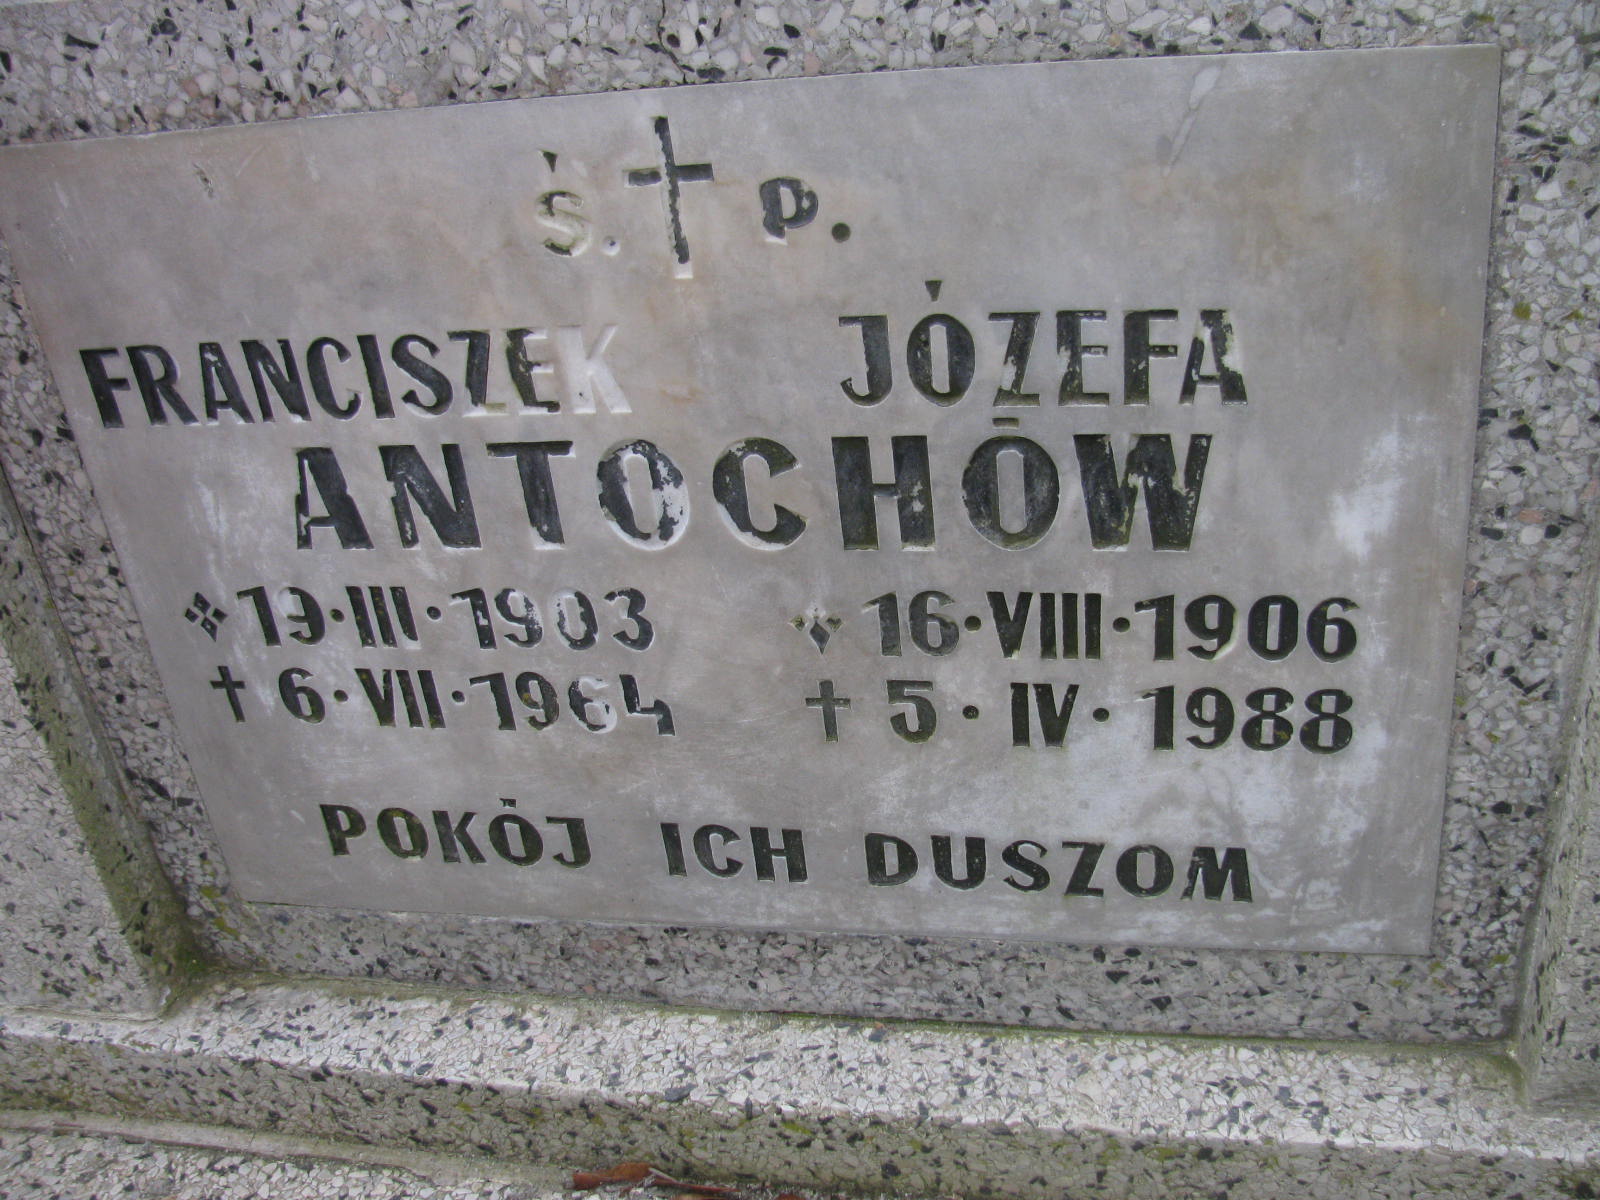 Ś. P.
FRANCISZEK JÓZEFA
ANTOCHÓW
19·III·1903 16·VIII·1906
6·VII·1964 5·IV·1988
POKÓJ ICH DUSZOM